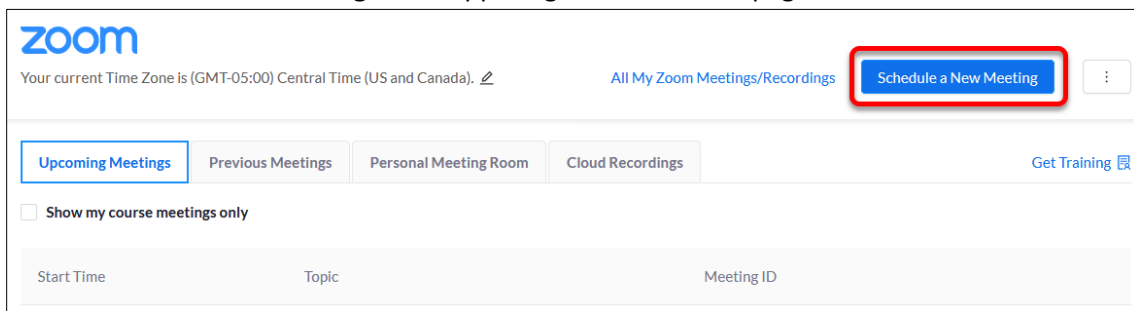 zoom
Your current Time Zone is (GMT-05:00) Central Time (US and Canada).
All My Zoom Meetings/Recordings
Schedule a New Meeting
Upcoming Meetings
Previous Meetings
Personal Meeting Room
Cloud Recordings
Get Training
Show my course meetings only
Start Time
Topic
Meeting ID